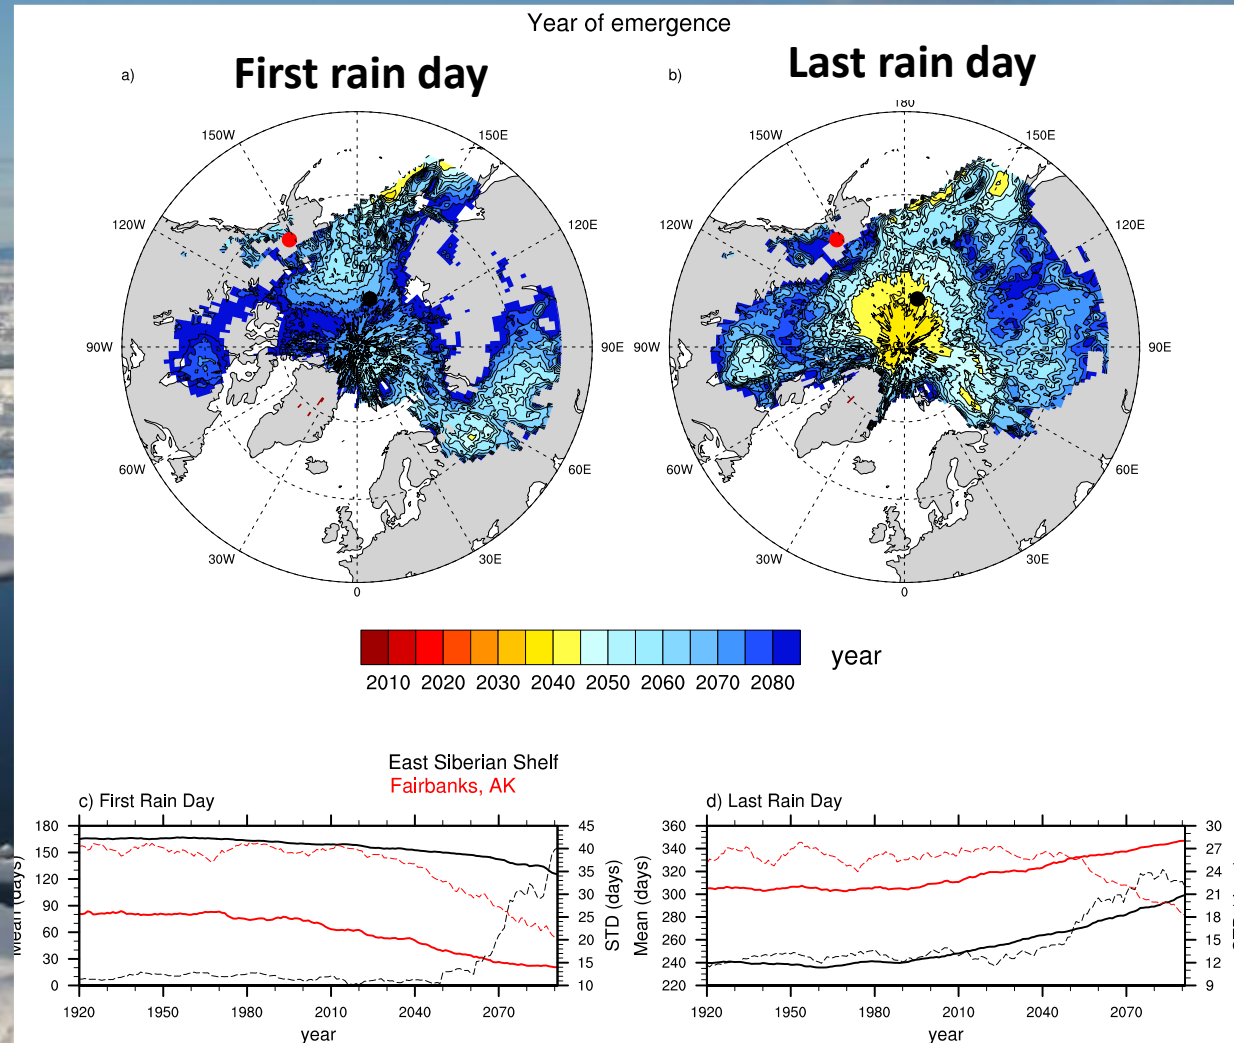 Year of emergence
a)
First rain day
b)
Last rain day
150W
150E
120W
120E
90W
90E
60W
60E
30W
30E
0
180
150W
150E
120W
120E
90W
90E
60W
60E
30W
30E
0
2010 2020 2030 2040 2050 2060 2070 2080
year
East Siberian Shelf
Fairbanks, AK
c) First Rain Day
180
150
120
90
60
30
0
Mean (days)
45
40
35
30
25
20
15
10
STD (days)
1920 1950 1980 2010 2040 2070
year
d) Last Rain Day
360
340
320
300
280
260
240
220
Mean (days)
30
27
24
21
18
15
12
9
1920 1950 1980 2010 2040 2070
year